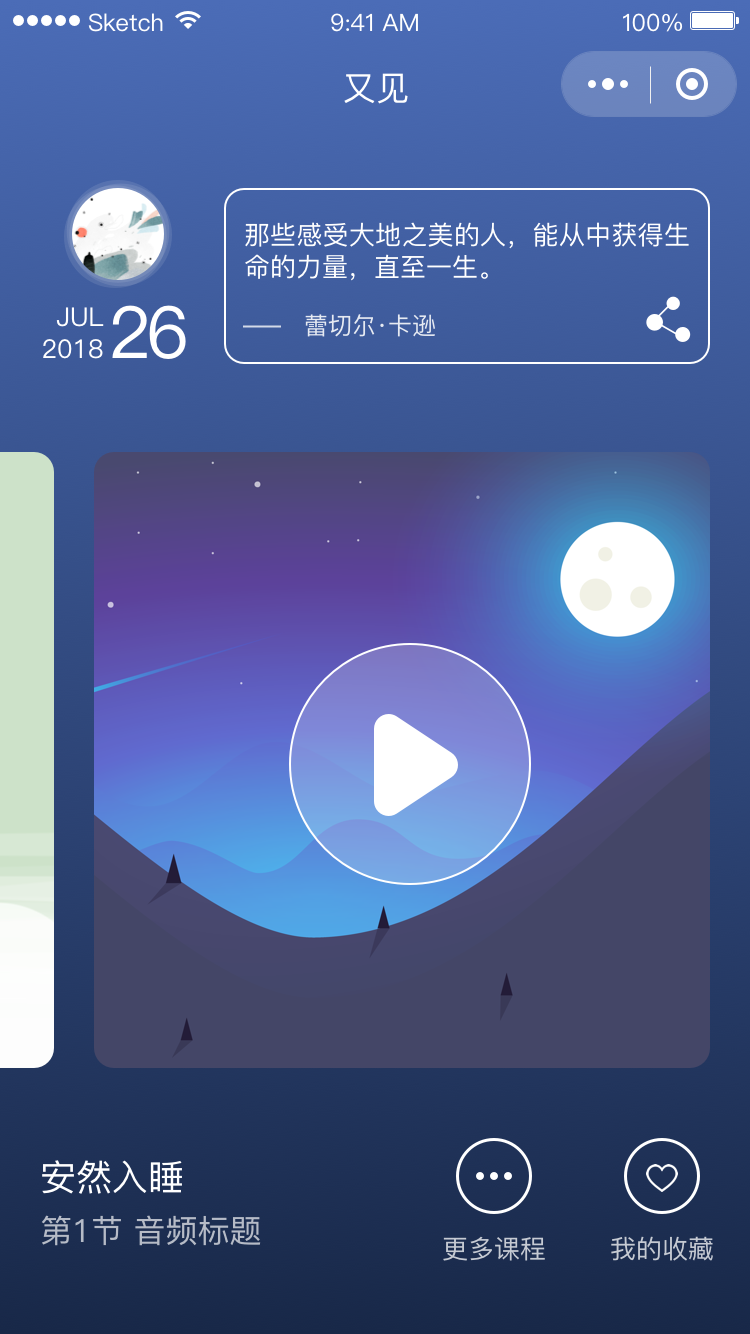 Sketch 9:41 AM 100%
又见
那些感受大地之美的人，能从中获得生
命的力量，直至一生。
—— 蕾切尔·卡逊
JUL
2018
26
安然入睡
第1节 音频标题
更多课程
我的收藏